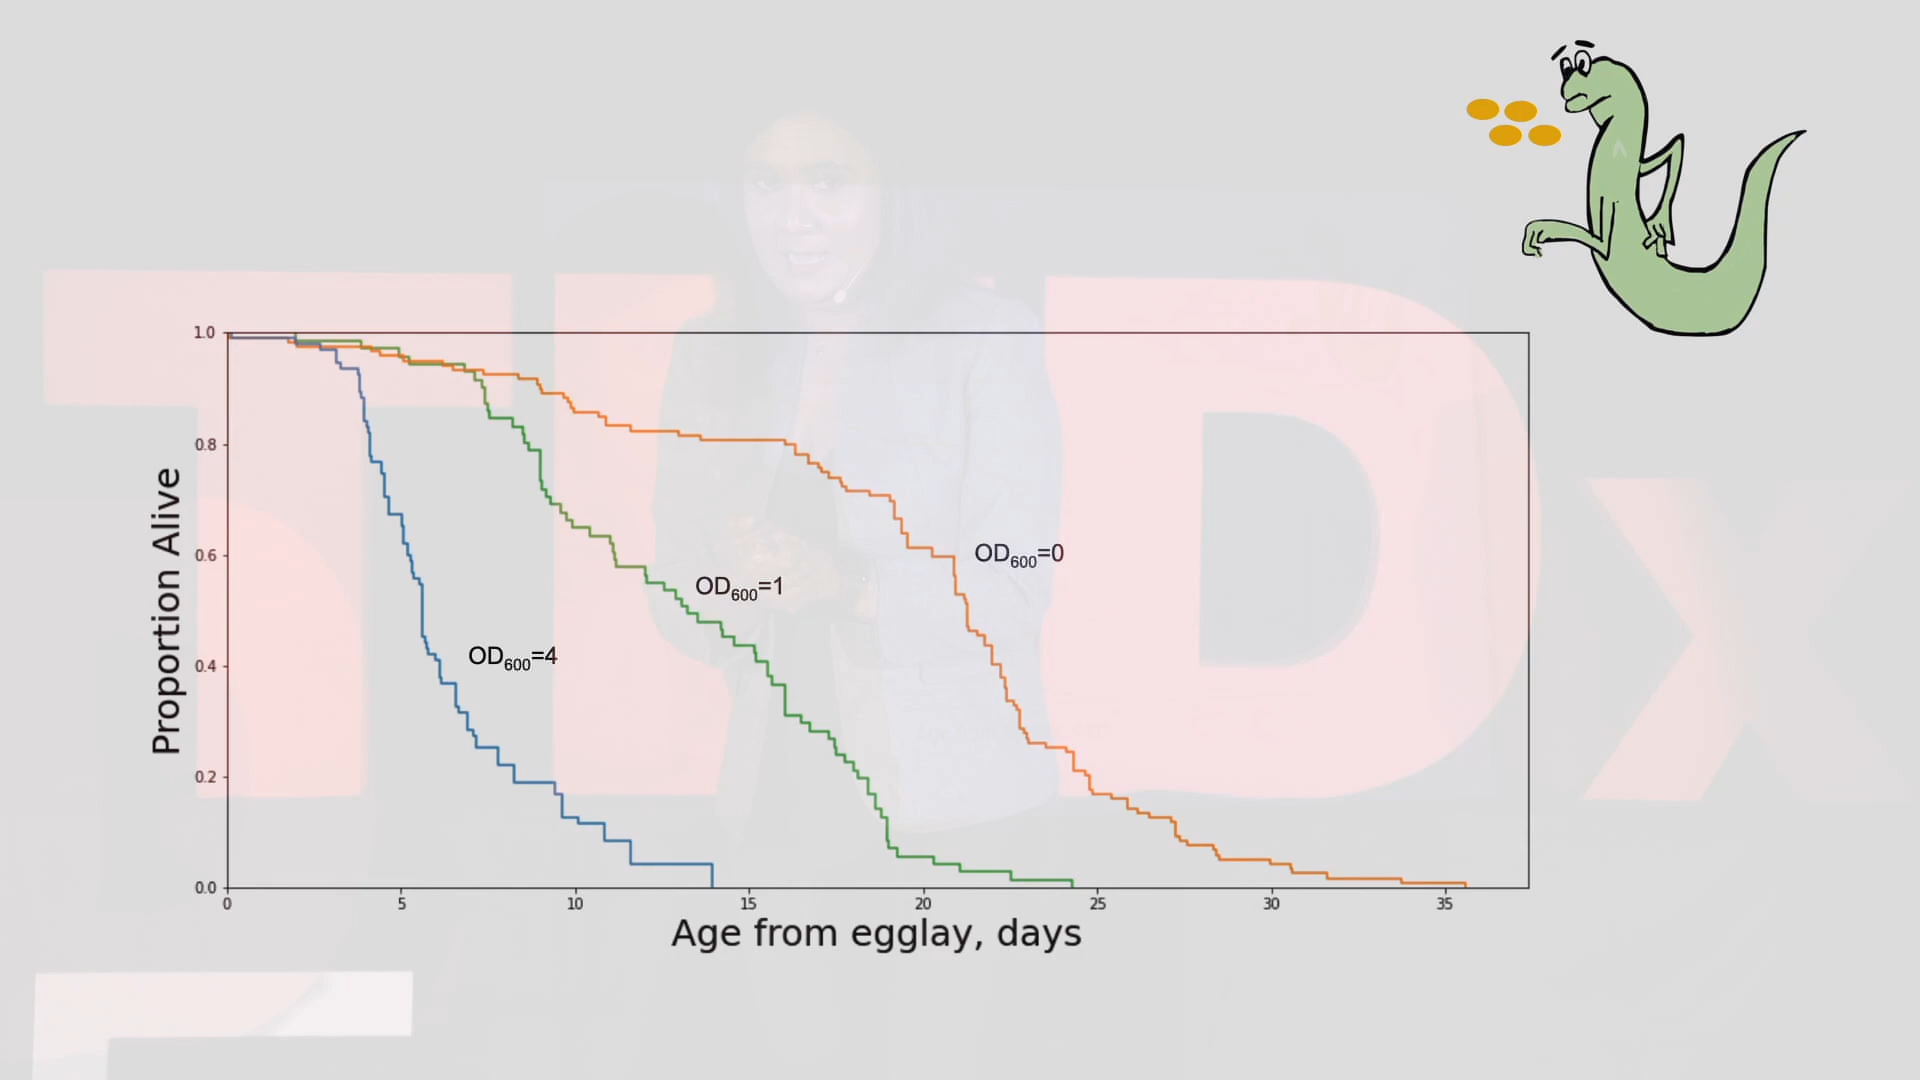 TEDx
1.0
0.8
0.6
0.4
0.2
0.0
Proportion Alive
OD600=0
OD600=1
OD600=4
0 5 10 15 20 25 30 35
Age from egglay, days